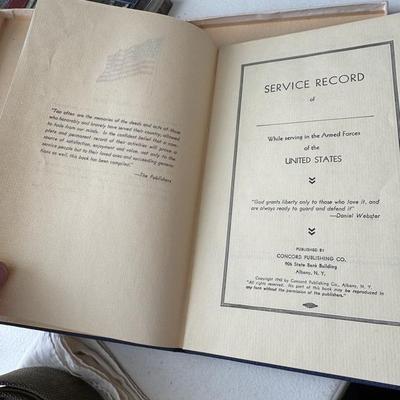 "Too often are the memories of the deeds and acts of those
who honorably and bravely have served their country, allowed
to fade from our minds. In the confident belief that a com-
plete and permanent record of their activities will prove a
source of satisfaction, enjoyment and value, not only to the
service people but to their loved ones and succeeding genera-
tions as well, this book has been compiled."
—The Publishers
SERVICE RECORD
of
While serving in the Armed Forces
of the
UNITED STATES
"God grants liberty only to those who love it, and
are always ready to guard and defend it"
—Daniel Webster
PUBLISHED BY
CONCORD PUBLISHING CO.
906 State Bank Building
Albany, N. Y.
Copyright 1942 by Concord Publishing Co., Albany, N. Y.
"All rights reserved. No part of this book may be reproduced in
any form without the permission of the publishers."